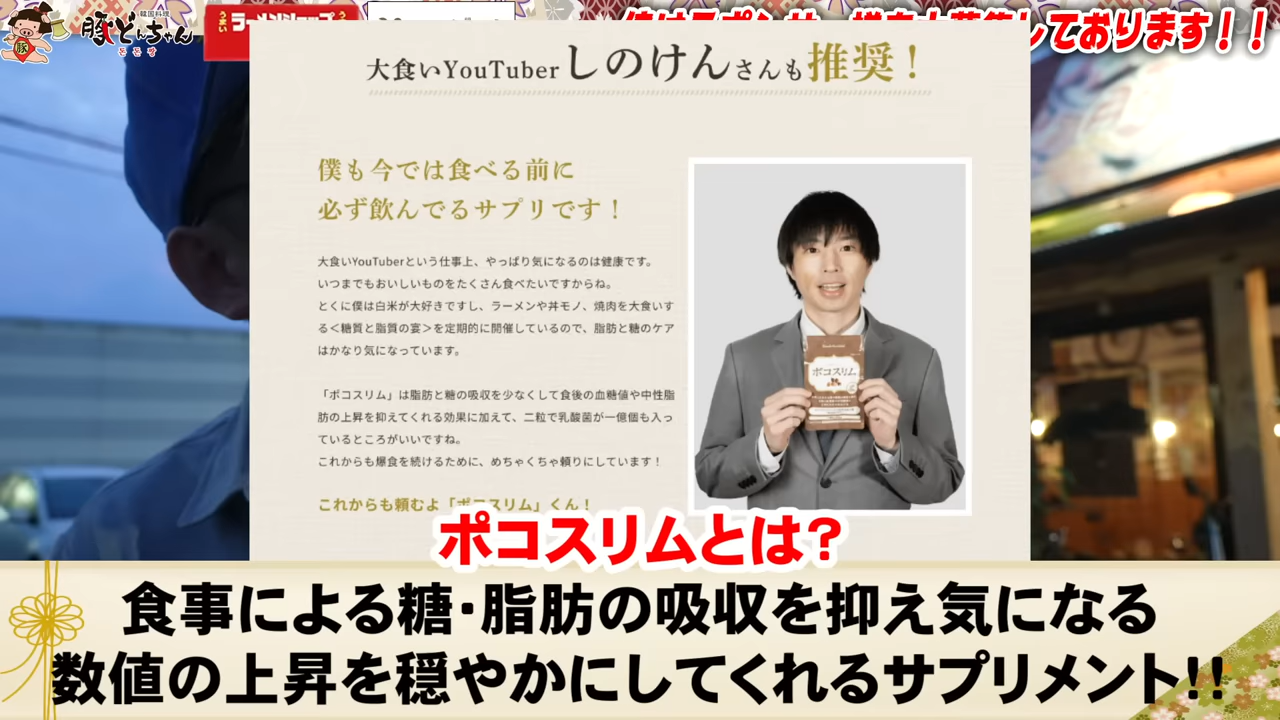 韓国料理
豚どんちゃん
돈돈짱
豚
ラーメンショップ
しております！！
大食いYouTuberしのけんさんも推奨！
僕も今では食べる前に
必ず飲んでるサプリです！
大食いYouTuberという仕事上、やっぱり気になるのは健康です。
いつまでもおいしいものをたくさん食べたいですからね。
とくに僕は白米が大好きですし、ラーメンや丼モノ、焼肉を大食いす
る＜糖質と脂質の宴＞を定期的に開催しているので、脂肪と糖のケア
はかなり気になっています。
「ポコスリム」は脂肪と糖の吸収を少なくして食後の血糖値や中性脂
肪の上昇を抑えてくれる効果に加えて、二粒で乳酸菌が一億個も入っ
ているところがいいですね。
これからも爆食を続けるために、めちゃくちゃ頼りにしています！
これからも頼むよ「ポコスリム」くん！
ポコスリム
ポコスリムとは?
食事による糖・脂肪の吸収を抑え気になる
数値の上昇を穏やかにしてくれるサプリメント!!